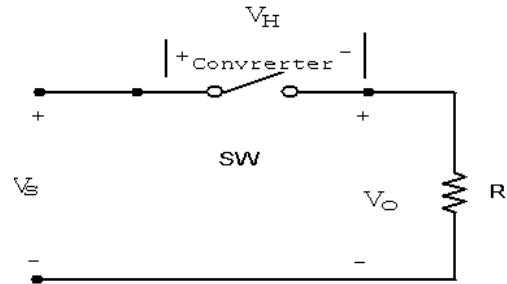 VH
+ Convrerter -
+ +
SW
VS VO R
- -